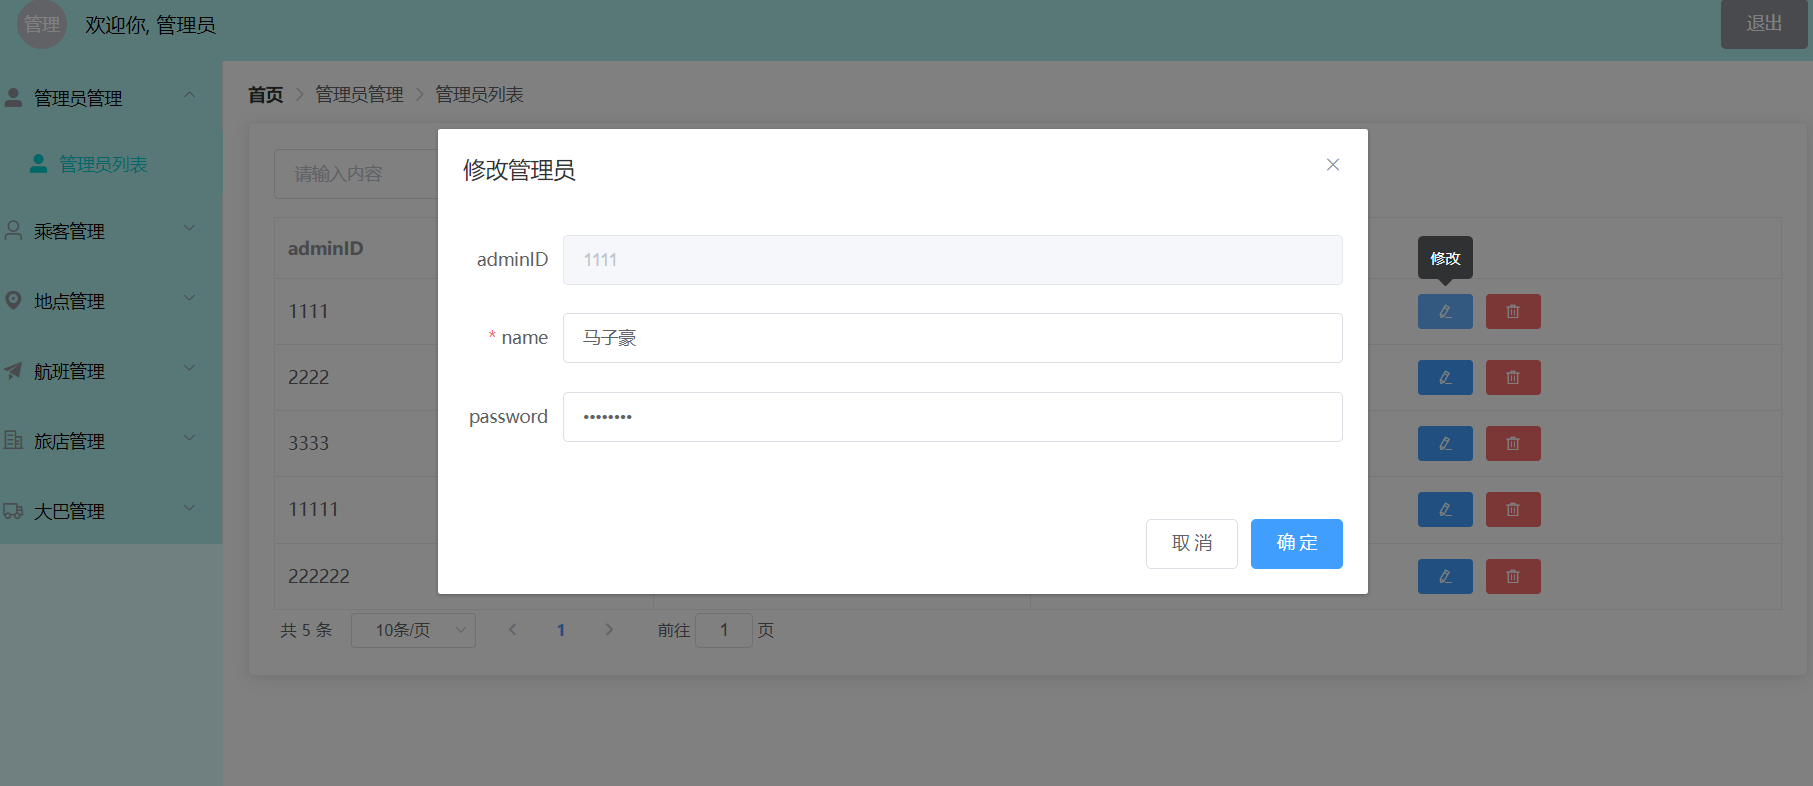 管理
欢迎你, 管理员
退出
管理员管理
管理员列表
乘客管理
地点管理
航班管理
旅店管理
大巴管理
首页
管理员管理
管理员列表
请输入内容
adminID
1111
2222
3333
11111
222222
修改管理员
adminID
1111
* name
马子豪
password
••••••••
取 消
确 定
修改
共 5 条
10条/页
1
前往
1
页